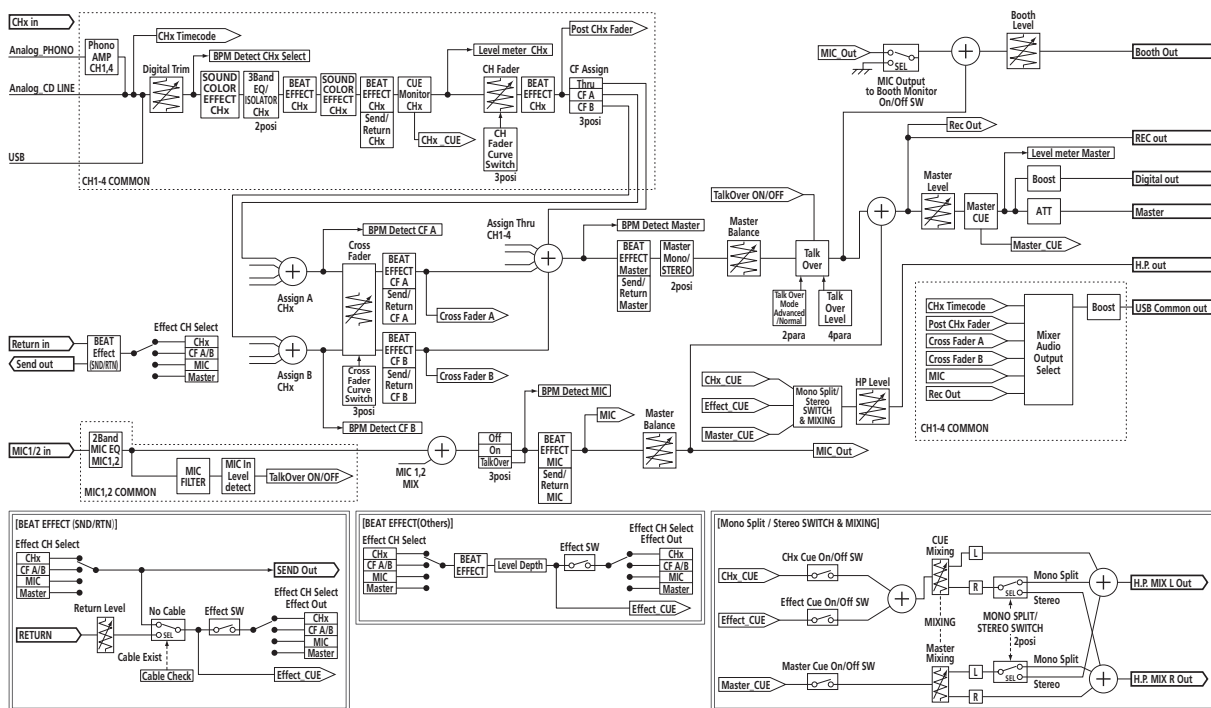 CHx in
Analog_PHONO
Phono
AMP
CH1,4
CHx Timecode
BPM Detect CHx Select
Digital Trim
Analog_CD LINE
USB
SOUND
COLOR
EFFECT
CHx
3Band
EQ/
ISOLATOR
CHx
2posi
BEAT
EFFECT
CHx
SOUND
COLOR
EFFECT
CHx
BEAT
EFFECT
CHx
Send/
Return
CHx
CUE
Monitor
CHx
CHx _CUE
Level meter CHx
Post CHx Fader
CH Fader
CH
Fader
Curve
Switch
3posi
BEAT
EFFECT
CHx
CF Assign
Thru
CF A
CF B
3posi
CH1-4 COMMON
MIC_Out
SEL
MIC Output
to Booth Monitor
On/Off SW
Booth
Level
Booth Out
Rec Out
REC out
Level meter Master
Master
Level
Master
CUE
Boost
Digital out
ATT
Master
Master_CUE
H.P. out
BPM Detect CF A
Cross
Fader
Assign A
CHx
BEAT
EFFECT
CF A
Send/
Return
CF A
Cross Fader A
Assign Thru
CH1-4
BPM Detect Master
BEAT
EFFECT
Master
Send/
Return
Master
Master
Mono/
STEREO
2posi
Master
Balance
TalkOver ON/OFF
Talk
Over
Talk Over
Mode
Advanced
/Normal
2para
Talk
Over
Level
4para
Return in
Send out
BEAT
Effect
(SND/RTN)
Effect CH Select
CHx
CF A/B
MIC
Master
Assign B
CHx
Cross
Fader
Curve
Switch
3posi
BEAT
EFFECT
CF B
Send/
Return
CF B
Cross Fader B
BPM Detect CF B
CHx_CUE
Effect_CUE
Master_CUE
Mono Split/
Stereo
SWITCH
& MIXING
HP Level
CHx Timecode
Post CHx Fader
Cross Fader A
Cross Fader B
MIC
Rec Out
Mixer
Audio
Output
Select
Boost
USB Common out
CH1-4 COMMON
MIC1/2 in
2Band
MIC EQ
MIC1,2
MIC
FILTER
MIC In
Level
detect
TalkOver ON/OFF
MIC1,2 COMMON
MIC 1,2
MIX
Off
On
TalkOver
3posi
BPM Detect MIC
BEAT
EFFECT
MIC
Send/
Return
MIC
MIC
Master
Balance
MIC_Out
[BEAT EFFECT (SND/RTN)]
Effect CH Select
CHx
CF A/B
MIC
Master
SEND Out
RETURN
Return Level
No Cable
SEL
Cable Exist
Cable Check
Effect SW
Effect CH Select
Effect Out
CHx
CF A/B
MIC
Master
Effect_CUE
[BEAT EFFECT(Others)]
Effect CH Select
CHx
CF A/B
MIC
Master
BEAT
EFFECT
Level Depth
Effect SW
Effect CH Select
Effect Out
CHx
CF A/B
MIC
Master
Effect_CUE
[Mono Split / Stereo SWITCH & MIXING]
CHx Cue On/Off SW
CHx_CUE
Effect Cue On/Off SW
Effect_CUE
Master Cue On/Off SW
Master_CUE
CUE
Mixing
MIXING
Master
Mixing
L
R
SEL
Mono Split
Stereo
MONO SPLIT/
STEREO SWITCH
2posi
L
R
SEL
Mono Split
Stereo
H.P. MIX L Out
H.P. MIX R Out